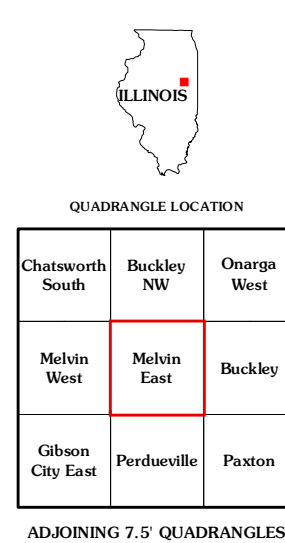 ILLINOIS
QUADRANGLE LOCATION
Chatsworth
South
Buckley
NW
Onarga
West
Melvin
West
Melvin
East
Buckley
Gibson
City East
Perdueville
Paxton
ADJOINING 7.5' QUADRANGLES